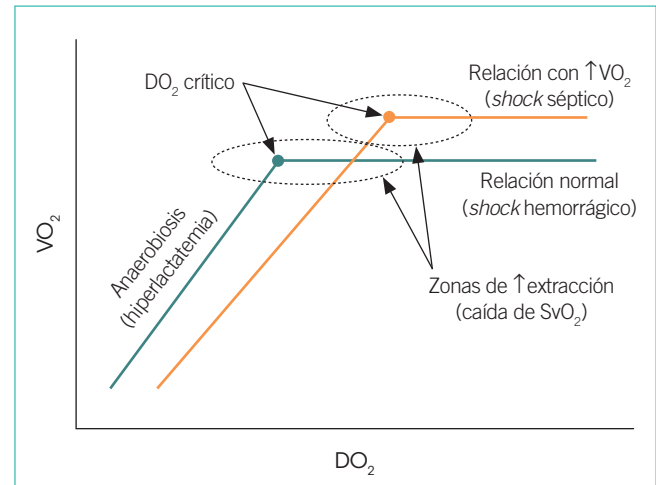 DO₂ crítico
Relación con ↑VO₂
(shock séptico)
Relación normal
(shock hemorrágico)
Anaerobiosis
(hiperlactatemia)
Zonas de ↑extracción
(caída de SvO₂)
VO₂
DO₂